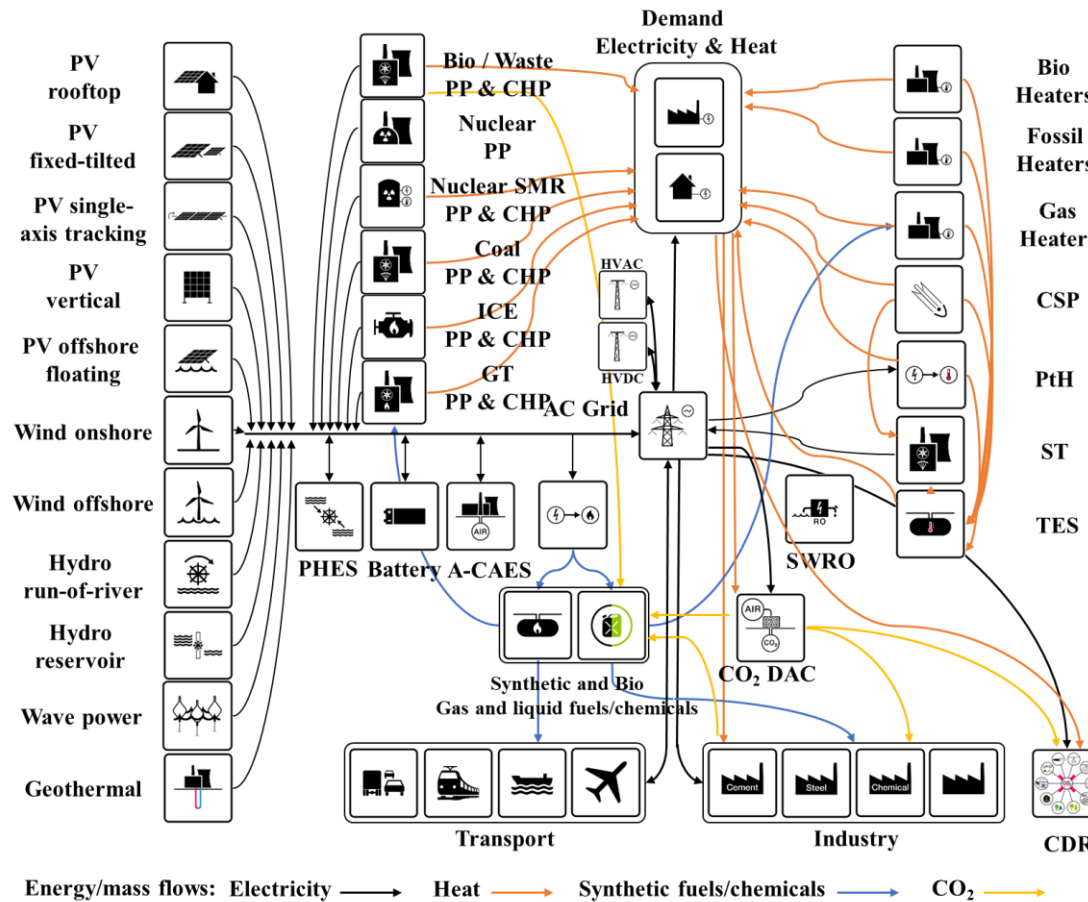 Demand
Electricity & Heat
PV
rooftop
PV
fixed-tilted
PV single-
axis tracking
PV
vertical
PV offshore
floating
Wind onshore
Wind offshore
Hydro
run-of-river
Hydro
reservoir
Wave power
Geothermal
Bio / Waste
PP & CHP
Nuclear
PP
Nuclear SMR
PP & CHP
Coal
PP & CHP
ICE
PP & CHP
GT
PP & CHP
HVAC
HVDC
AC Grid
Bio
Heaters
Fossil
Heaters
Gas
Heater
CSP
PtH
ST
TES
PHES
Battery
A-CAES
AIR
RO
SWRO
AIR
CO₂
CO₂ DAC
Synthetic and Bio
Gas and liquid fuels/chemicals
Transport
Cement
Steel
Chemical
Industry
CDR
Energy/mass flows: Electricity Heat Synthetic fuels/chemicals CO₂